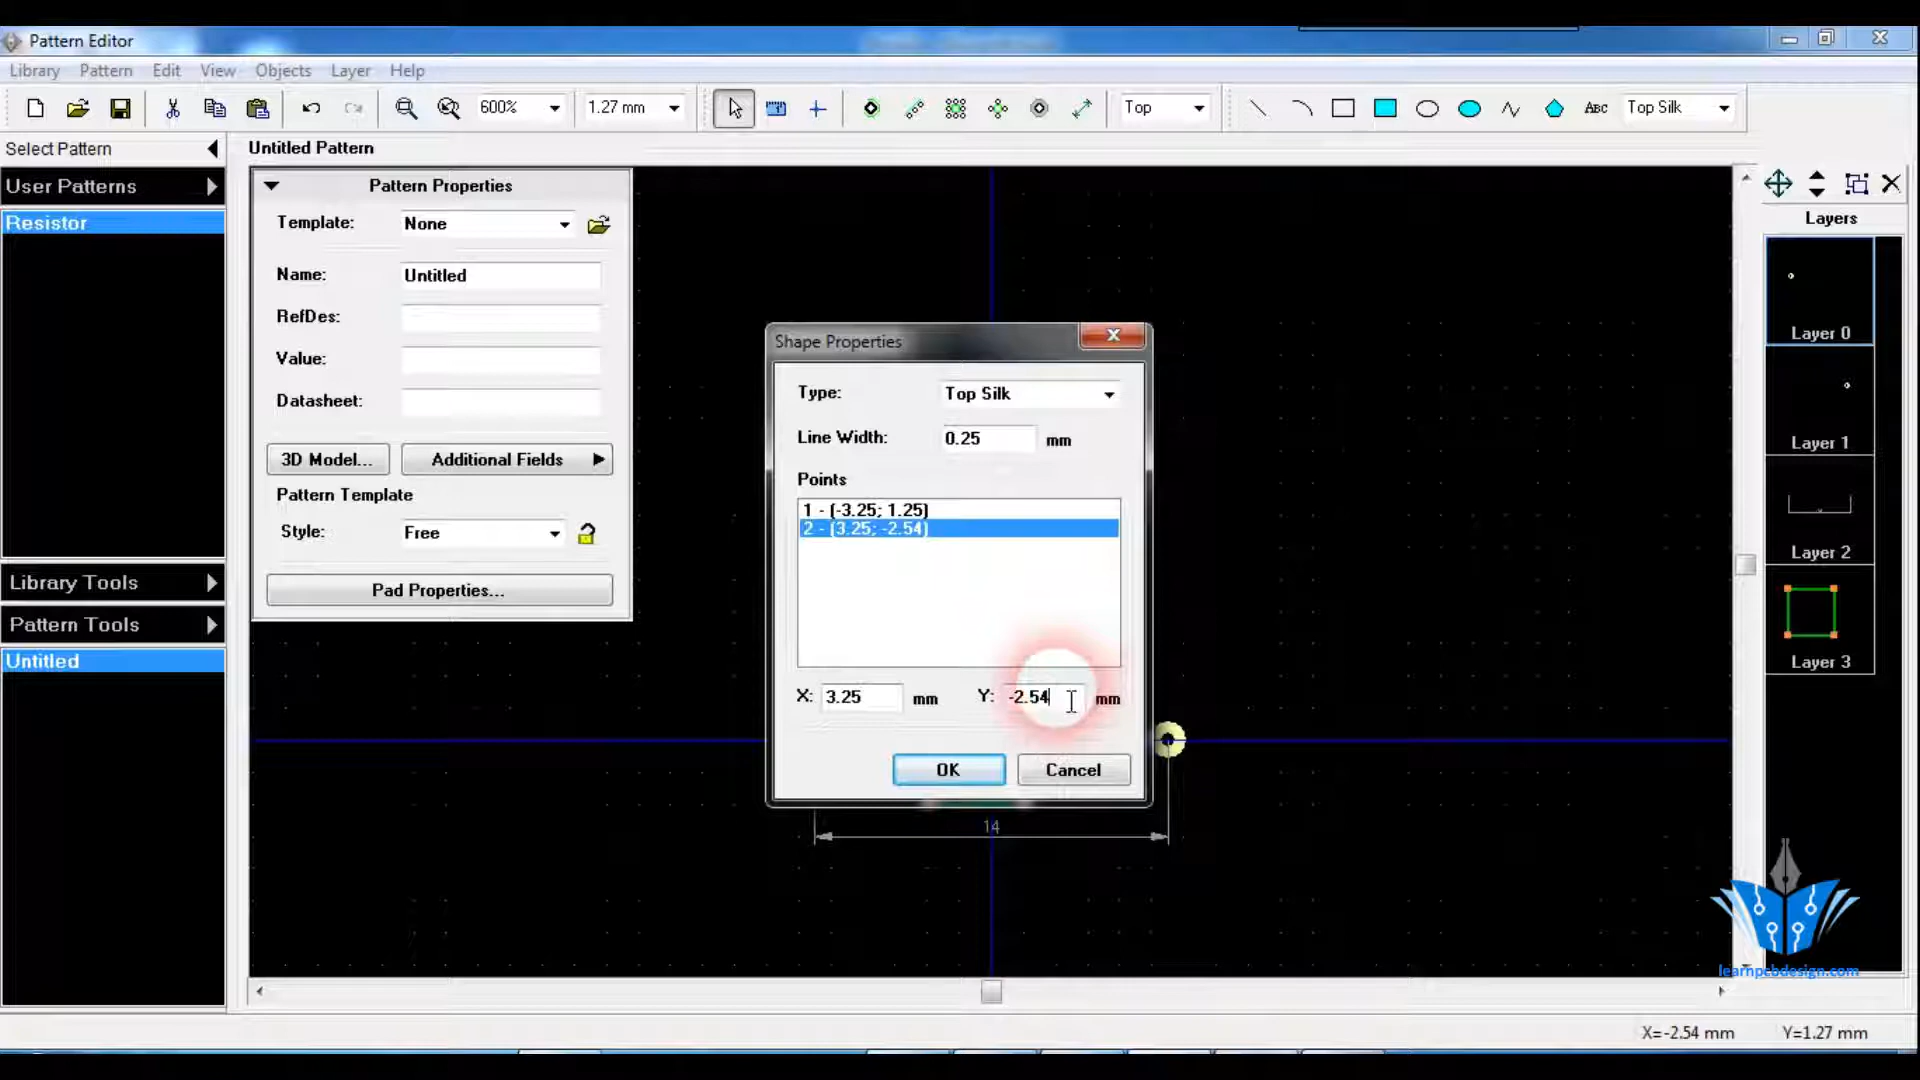 Pattern Editor
Library Pattern Edit View Objects Layer Help
600% 1.27 mm Top ABC Top Silk
Select Pattern
Untitled Pattern
User Patterns
Resistor
Library Tools
Pattern Tools
Untitled
Pattern Properties
Template: None
Name: Untitled
RefDes:
Value:
Datasheet:
3D Model... Additional Fields
Pattern Template
Style: Free
Pad Properties...
Shape Properties
Type: Top Silk
Line Width: 0.25 mm
Points
1 - (-3.25; 1.25)
2 - (3.25; -2.54)
X: 3.25 mm Y: -2.54 mm
OK Cancel
14
Layers
Layer 0
Layer 1
Layer 2
Layer 3
learnpcbdesign.com
X=-2.54 mm Y=1.27 mm